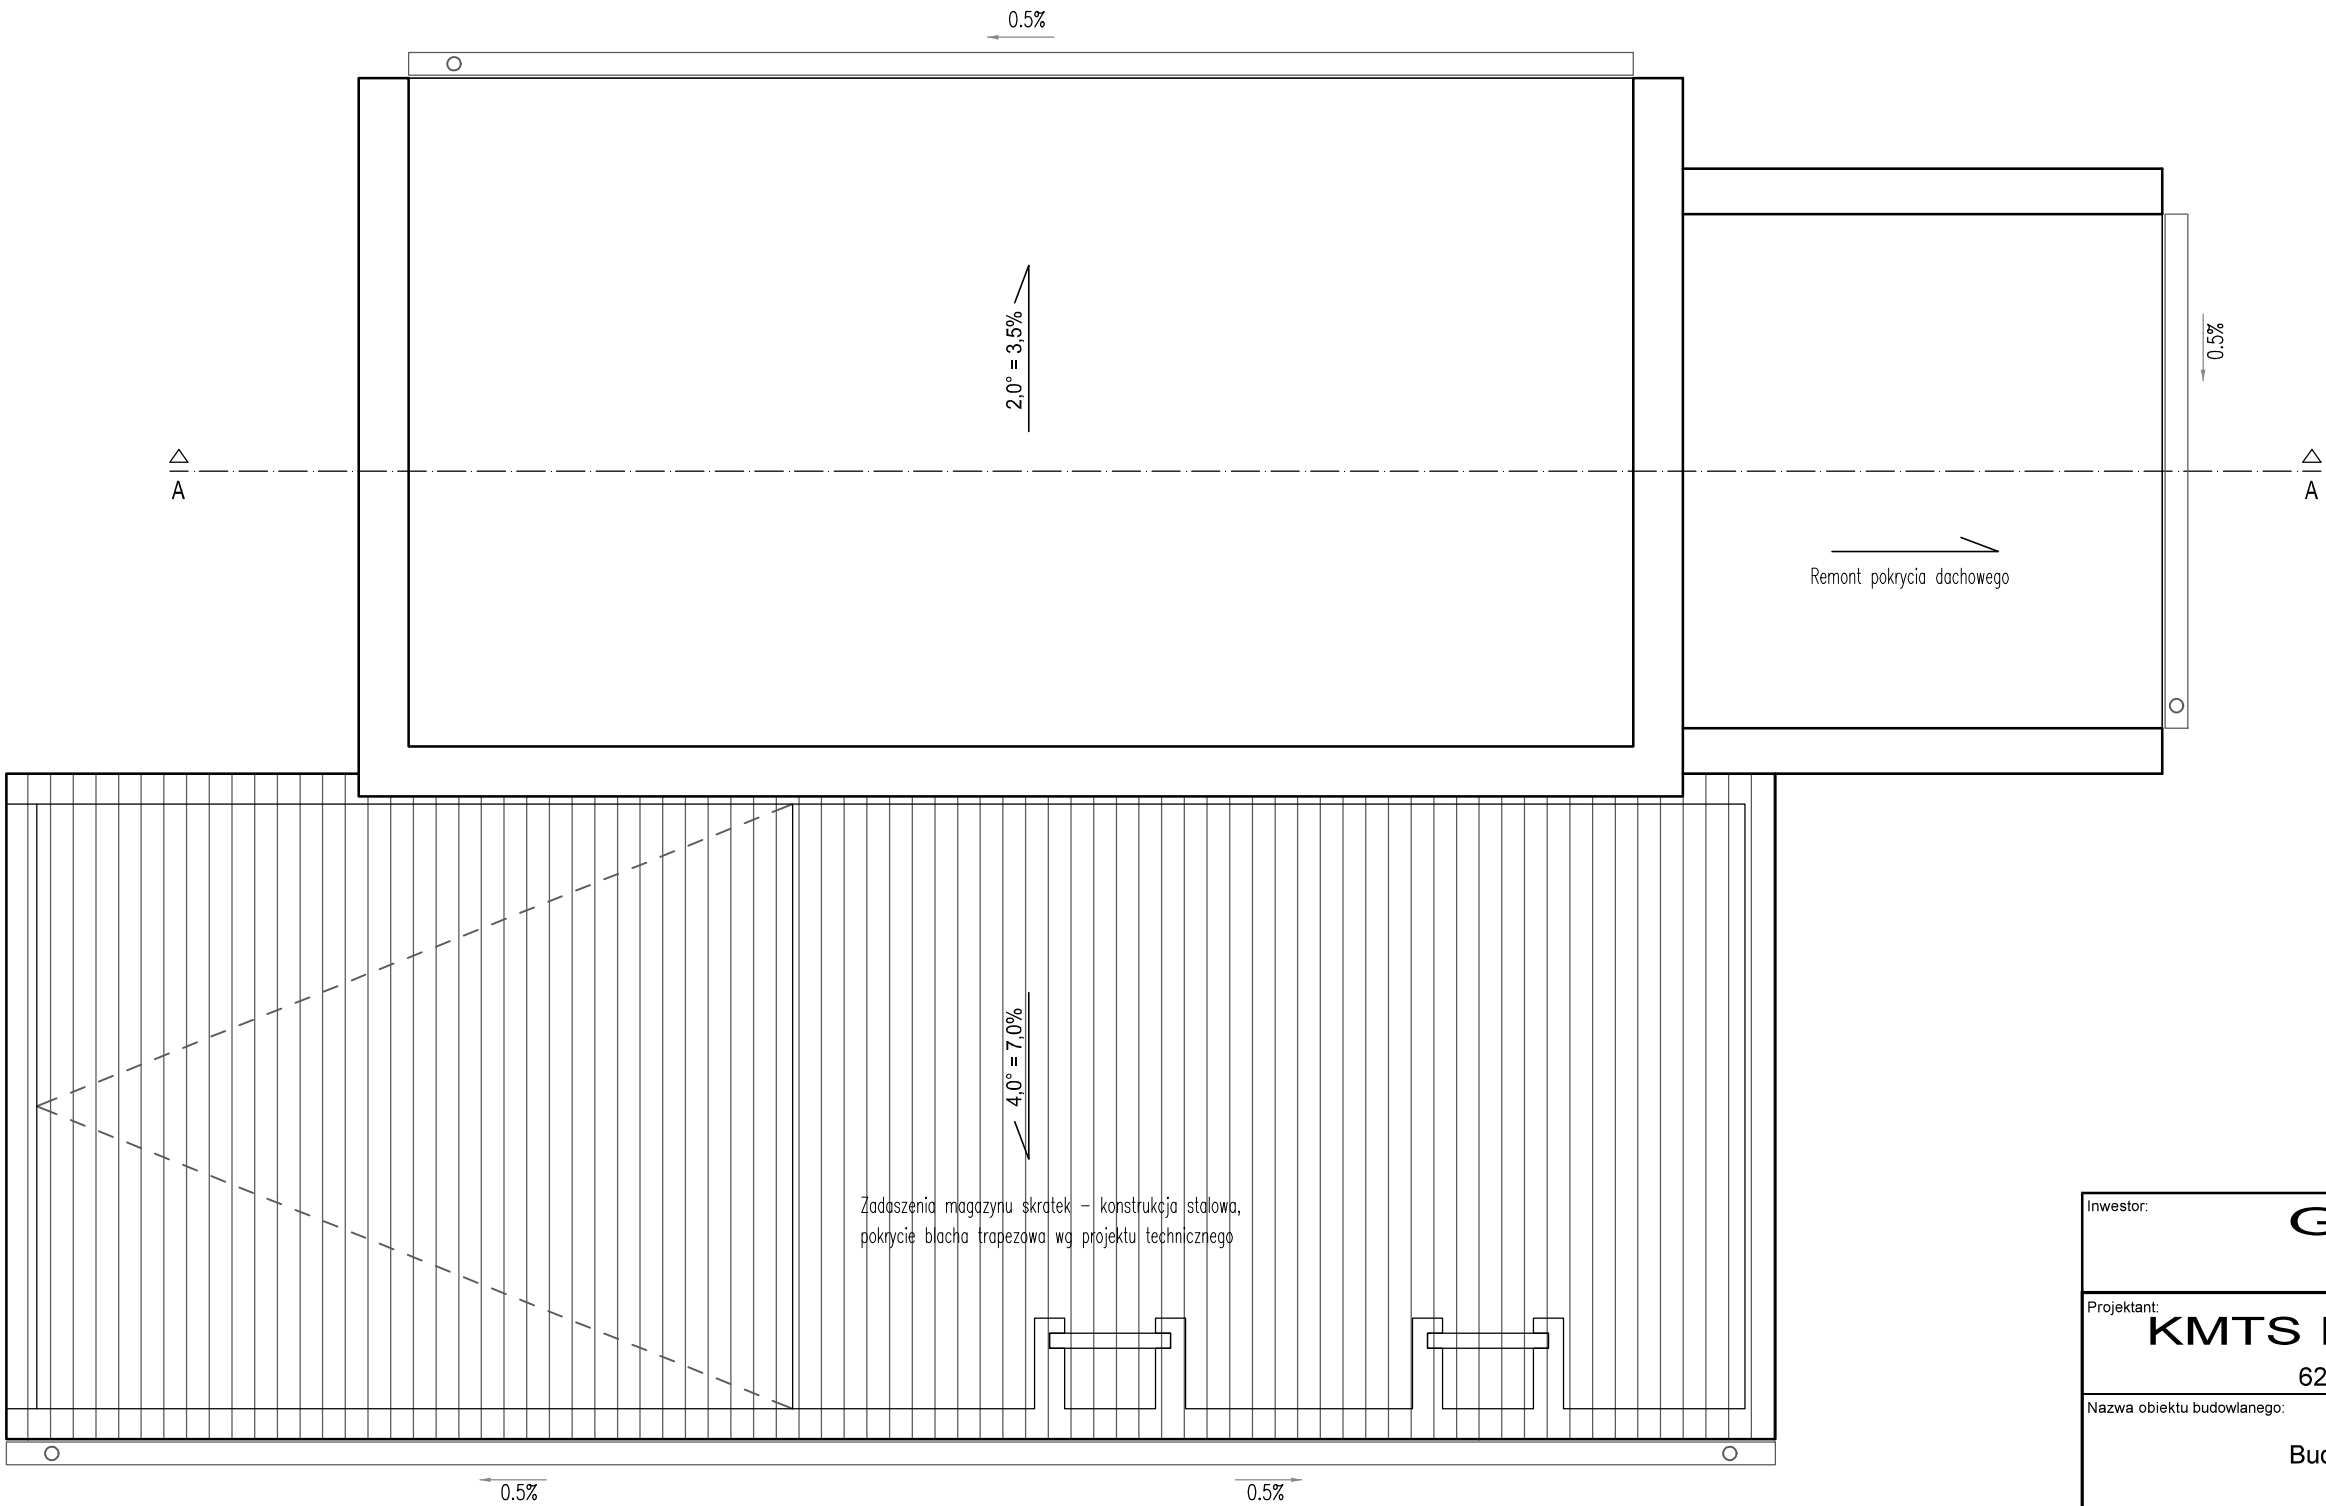 0.5%
2,0° = 3,5%
0.5%
A
A
Remont pokrycia dachowego
4,0° = 7,0%
Zadaszenia magazynu skratek – konstrukcja stalowa,
pokrycie blacha trapezowa wg projektu technicznego
Inwestor:
G
Projektant:
KMTS
62
Nazwa obiektu budowlanego:
Bud
0.5%
0.5%